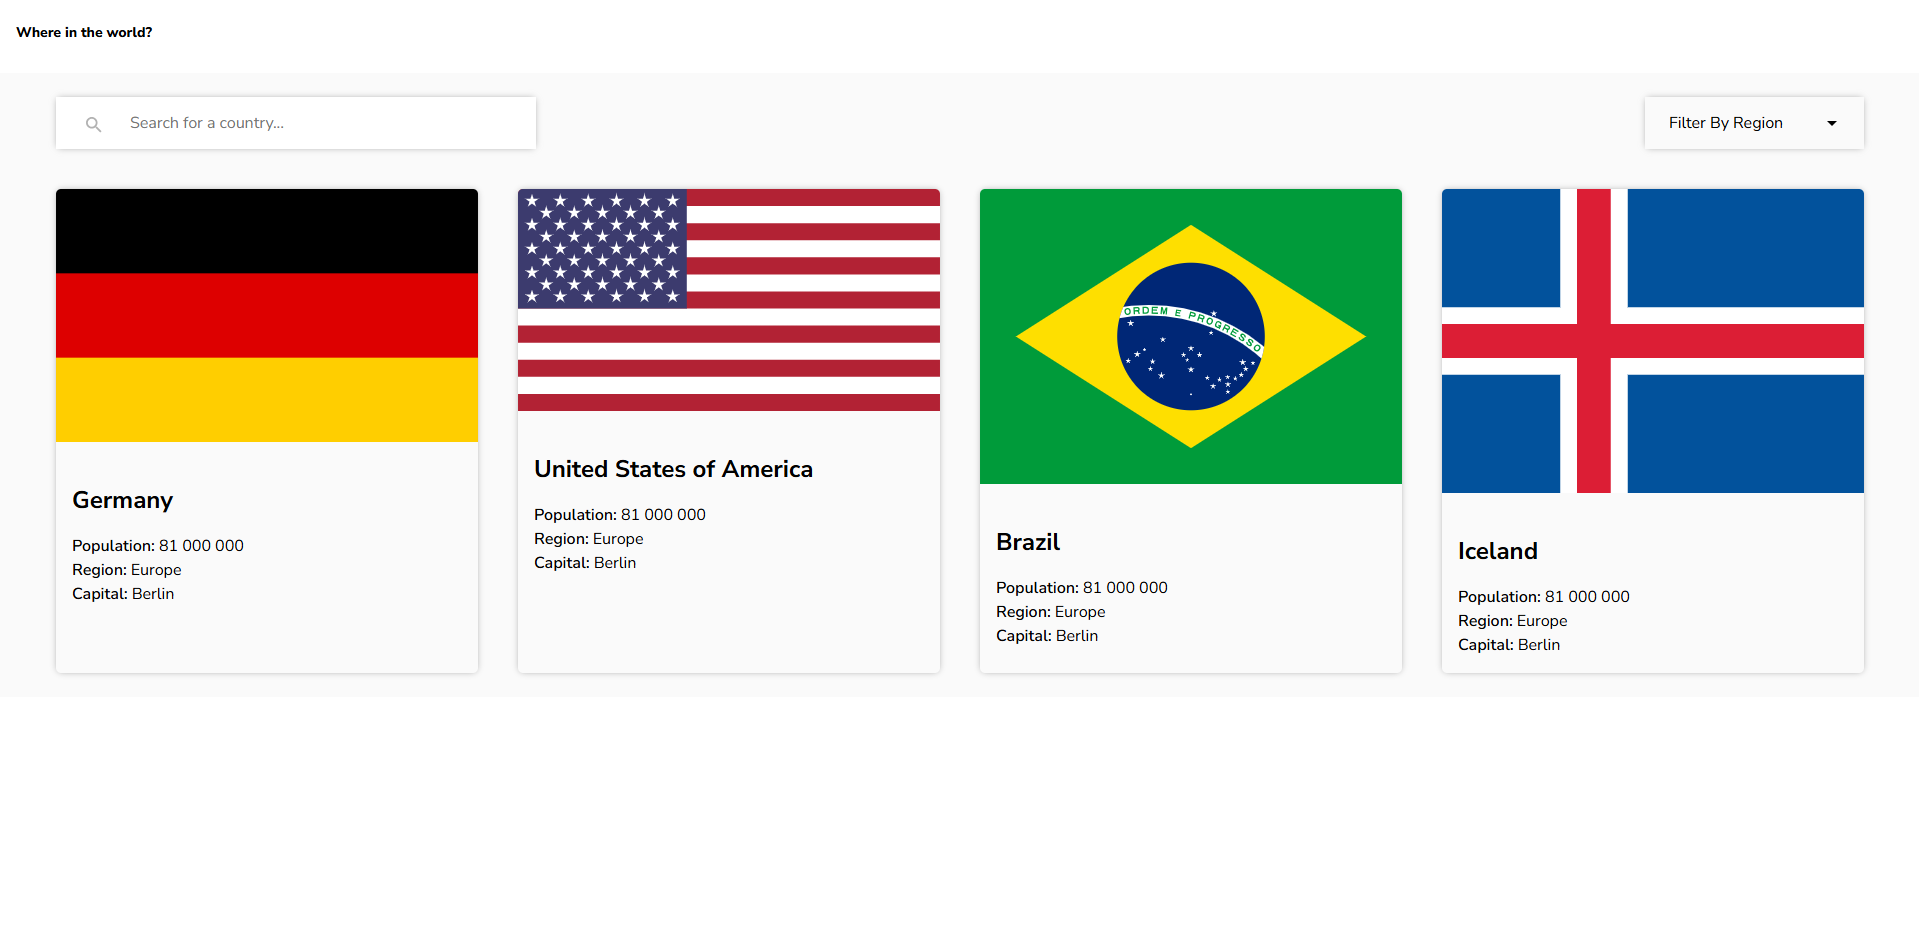 Where in the world?
Search for a country...
Filter By Region
ORDEM E PROGRESSO
Germany
Population: 81 000 000
Region: Europe
Capital: Berlin
United States of America
Population: 81 000 000
Region: Europe
Capital: Berlin
Brazil
Population: 81 000 000
Region: Europe
Capital: Berlin
Iceland
Population: 81 000 000
Region: Europe
Capital: Berlin